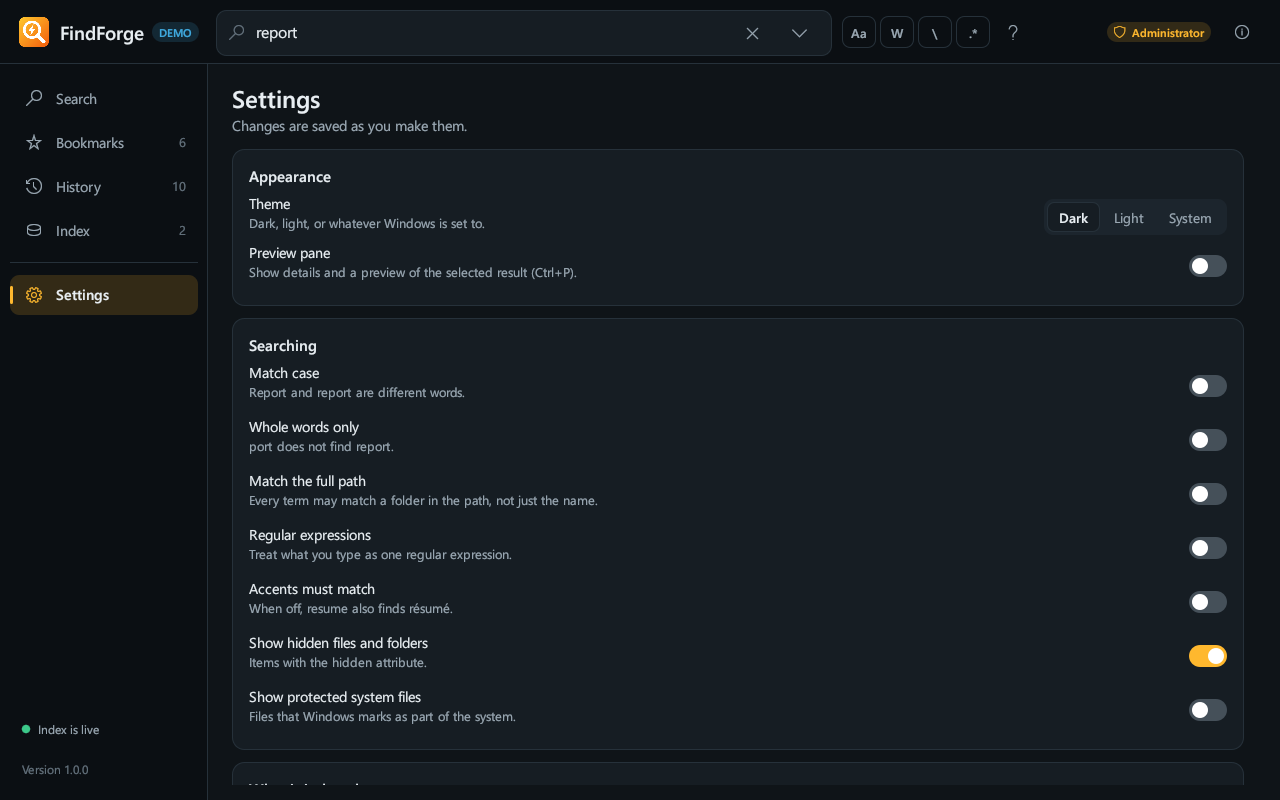 FindForge DEMO
report
Aa W \ .* ?
Administrator
Search
Bookmarks 6
History 10
Index 2
Settings
Index is live
Version 1.0.0
Settings
Changes are saved as you make them.
Appearance
Theme
Dark, light, or whatever Windows is set to.
Dark Light System
Preview pane
Show details and a preview of the selected result (Ctrl+P).
Searching
Match case
Report and report are different words.
Whole words only
port does not find report.
Match the full path
Every term may match a folder in the path, not just the name.
Regular expressions
Treat what you type as one regular expression.
Accents must match
When off, resume also finds résumé.
Show hidden files and folders
Items with the hidden attribute.
Show protected system files
Files that Windows marks as part of the system.